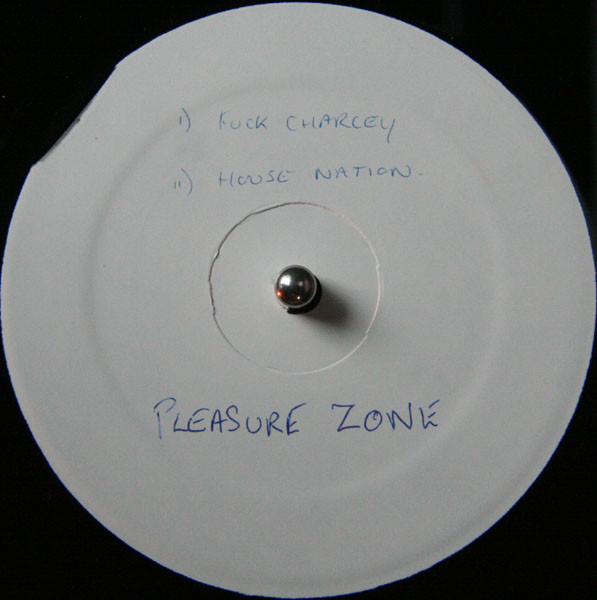 i) FUCK CHARLEY
ii) HOUSE NATION.
PLEASURE ZONE